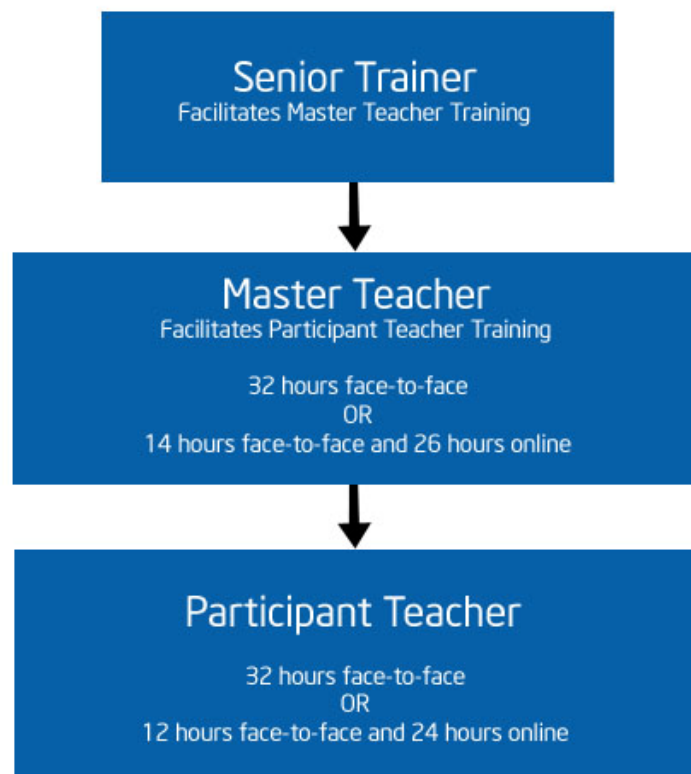 Senior Trainer
Facilitates Master Teacher Training
Master Teacher
Facilitates Participant Teacher Training
32 hours face-to-face
OR
14 hours face-to-face and 26 hours online
Participant Teacher
32 hours face-to-face
OR
12 hours face-to-face and 24 hours online